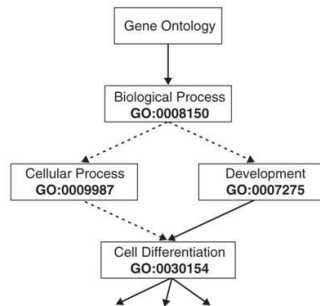 Gene Ontology
Biological Process
GO:0008150
Cellular Process
GO:0009987
Development
GO:0007275
Cell Differentiation
GO:0030154